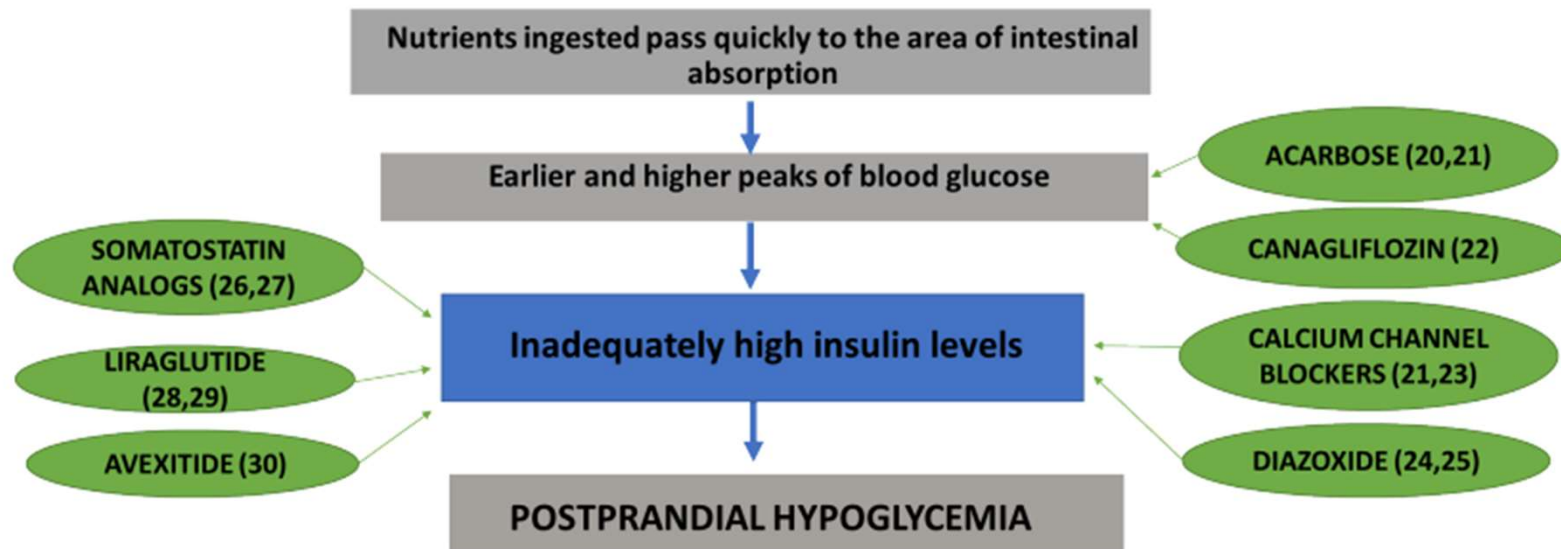 Nutrients ingested pass quickly to the area of intestinal
absorption
Earlier and higher peaks of blood glucose
ACARBOSE (20,21)
CANAGLIFLOZIN (22)
SOMATOSTATIN
ANALOGS (26,27)
Inadequately high insulin levels
CALCIUM CHANNEL
BLOCKERS (21,23)
LIRAGLUTIDE
(28,29)
AVEXITIDE (30)
DIAZOXIDE (24,25)
POSTPRANDIAL HYPOGLYCEMIA